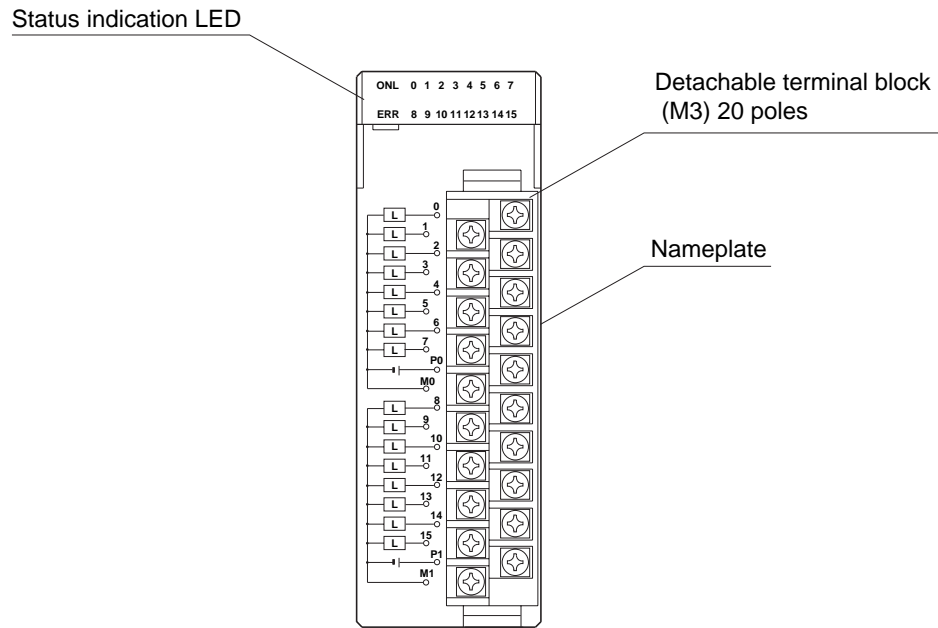 Status indication LED
ONL 0 1 2 3 4 5 6 7
ERR 8 9 10 11 12 13 14 15
Detachable terminal block
(M3) 20 poles
Nameplate
L 0
L 1
L 2
L 3
L 4
L 5
L 6
L 7
P0
M0
L 8
L 9
L 10
L 11
L 12
L 13
L 14
L 15
P1
M1